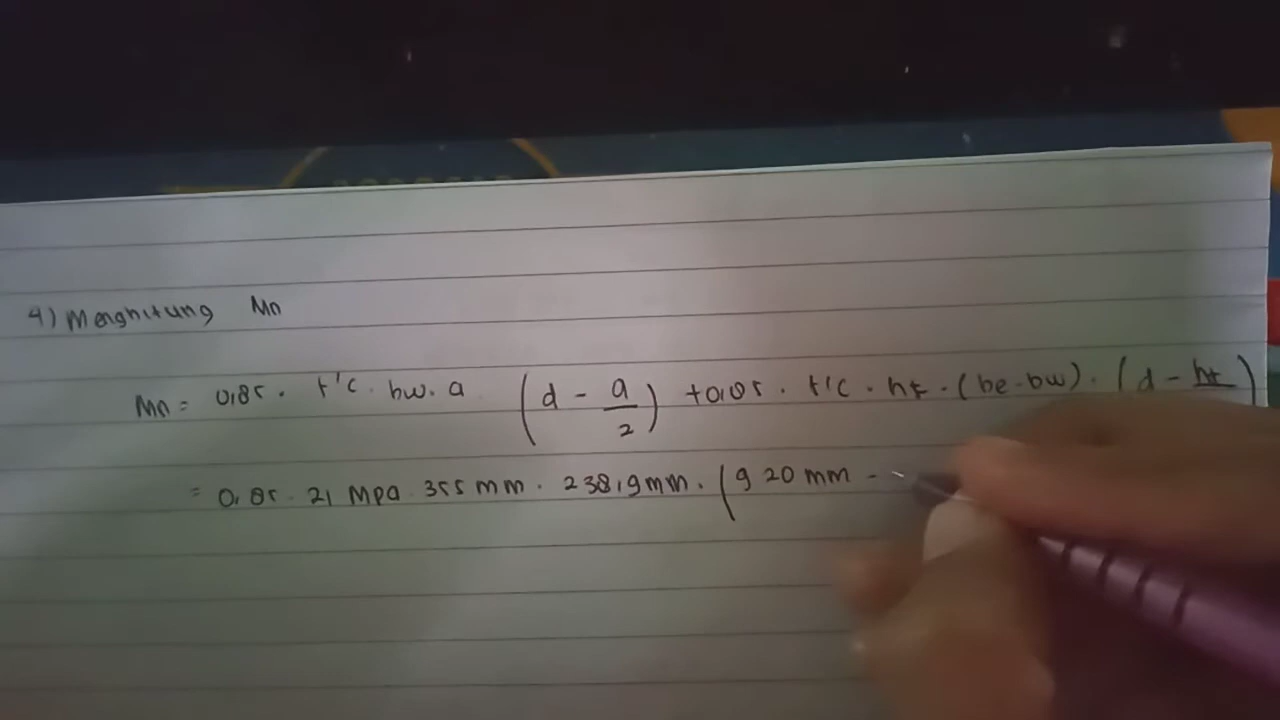 4) Menghitung Mn
Mn = 0,85 . f'c . bw . a (d - a/2) + 0,85 . f'c . hf . (be - bw) . (d - hf
= 0,85 . 21 Mpa . 355 mm . 238,9 mm . (920 mm -